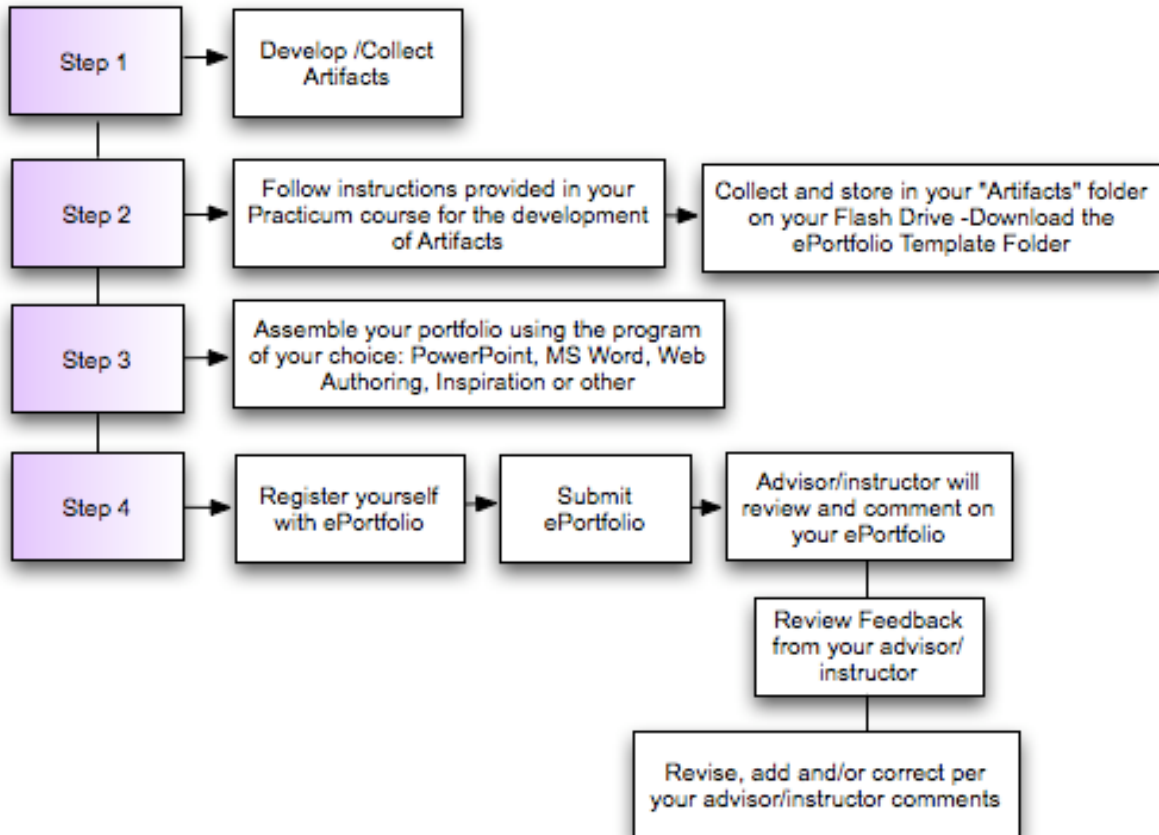 Step 1
Develop /Collect
Artifacts
Step 2
Follow instructions provided in your
Practicum course for the development
of Artifacts
Collect and store in your "Artifacts" folder
on your Flash Drive -Download the
ePortfolio Template Folder
Step 3
Assemble your portfolio using the program
of your choice: PowerPoint, MS Word, Web
Authoring, Inspiration or other
Step 4
Register yourself
with ePortfolio
Submit
ePortfolio
Advisor/instructor will
review and comment on
your ePortfolio
Review Feedback
from your advisor/
instructor
Revise, add and/or correct per
your advisor/instructor comments